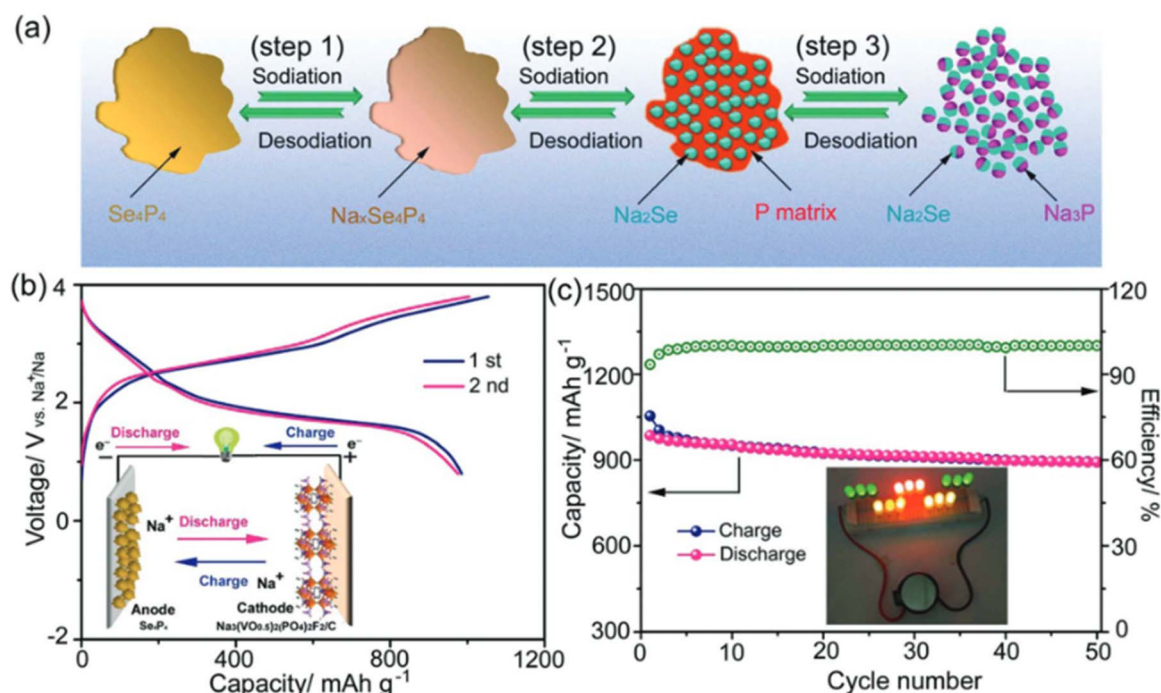 (a)
(step 1)
(step 2)
(step 3)
Sodiation
Sodiation
Sodiation
Desodiation
Desodiation
Desodiation
Se₄P₄
NaₓSe₄P₄
Na₂Se
P matrix
Na₂Se
Na₃P
(b)
4
2
0
-2
Voltage/ V vs. Na⁺/Na
1 st
2 nd
e⁻
Discharge
Charge
e⁻
−
+
Na⁺
Discharge
Charge
Na⁺
Anode
Cathode
Na₃(VO₀.₅)₂(PO₄)₂F₂/C
0
400
800
1200
Capacity/ mAh g⁻¹
(c)
1500
1200
900
600
300
Capacity/ mAh g⁻¹
120
90
60
30
0
Efficiency/ %
Charge
Discharge
0
10
20
30
40
50
Cycle number